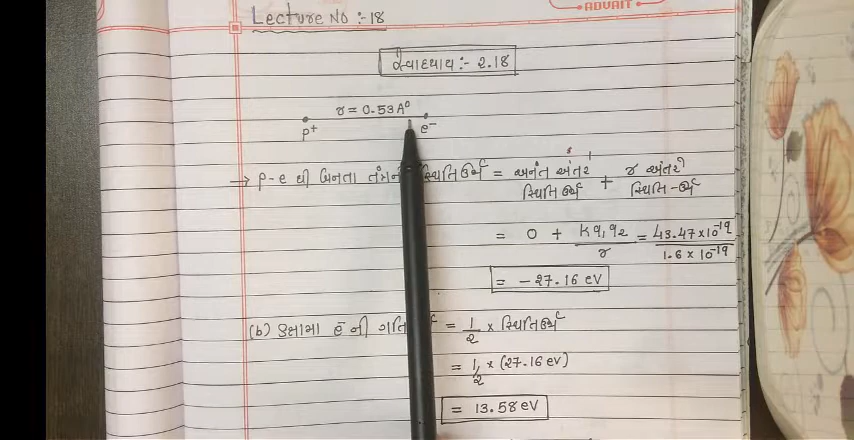 ADVAIT
Lecture No :- 18
સ્વાધ્યાય :- 2.18
r = 0.53 A°
p⁺ e⁻
→ p-e થી બનતા તંત્રની સ્થિતિઊર્જા = અનંત અંતરે સ્થિતિઊર્જા + r અંતરે સ્થિતિ-ઊર્જા
= 0 + kq₁q₂/r = 43.47×10⁻¹⁹/1.6×10⁻¹⁹
= - 27.16 eV
(b) કક્ષામાં e⁻ ની ગતિ = 1/2 × સ્થિતિઊર્જા
= 1/2 × (27.16 eV)
= 13.58 eV